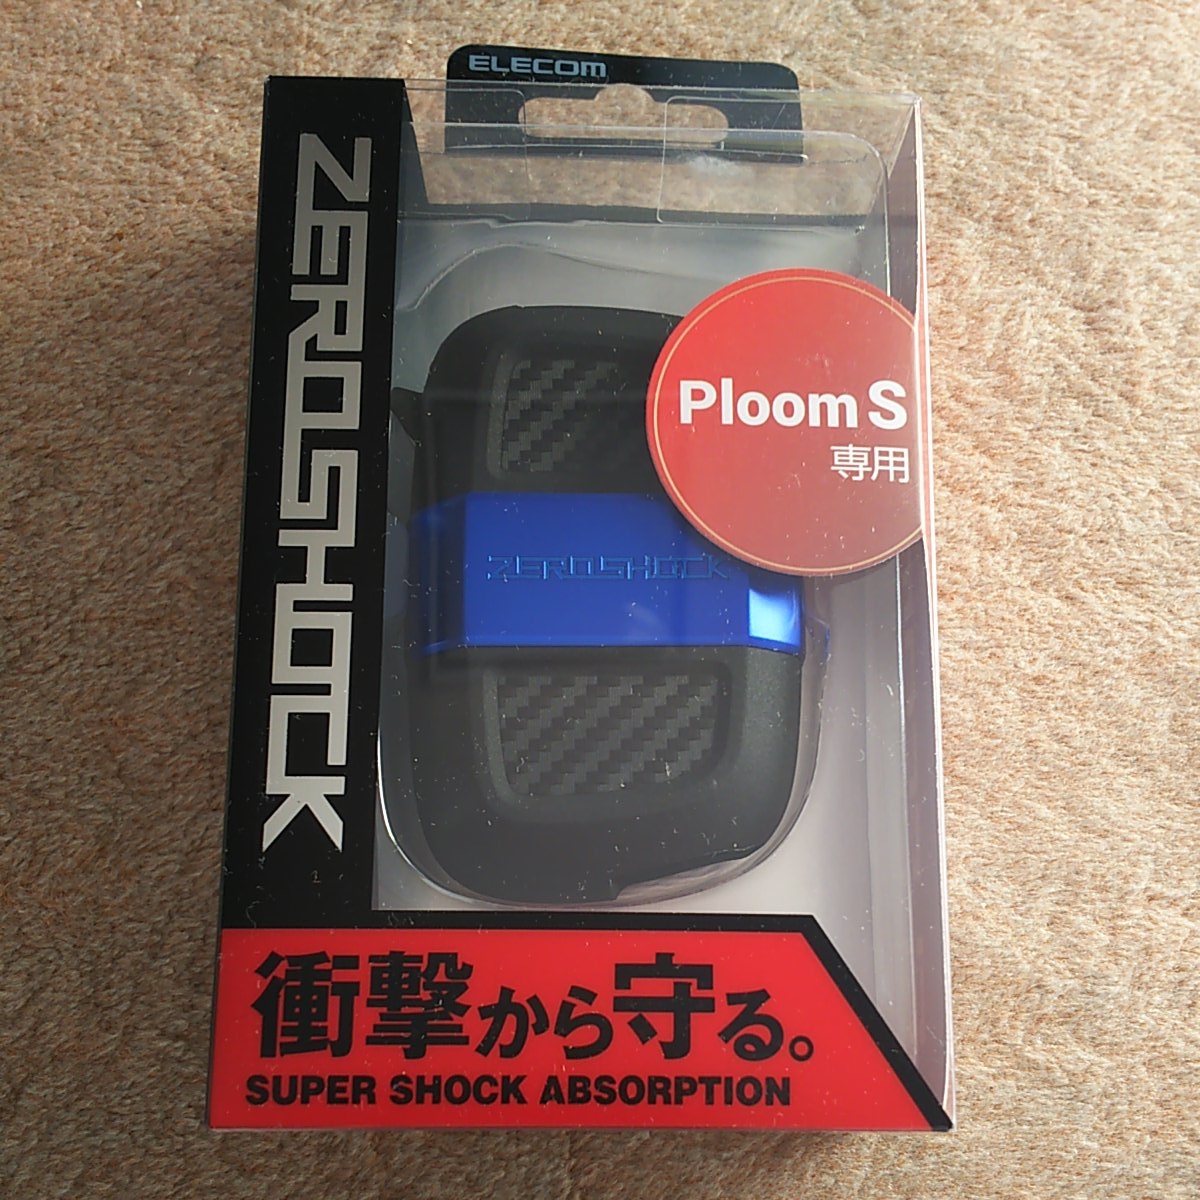 ELECOM
ZEROSHOCK
Ploom S
専用
ZEROSHOCK
衝撃から守る。
SUPER SHOCK ABSORPTION